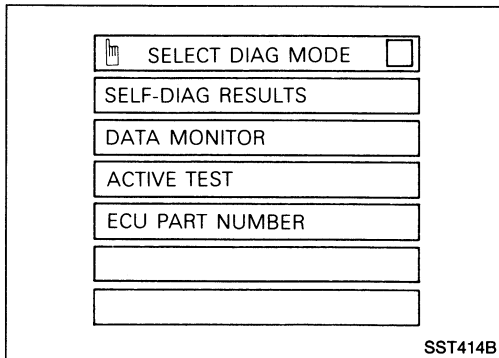 SELECT DIAG MODE
SELF-DIAG RESULTS
DATA MONITOR
ACTIVE TEST
ECU PART NUMBER
SST414B